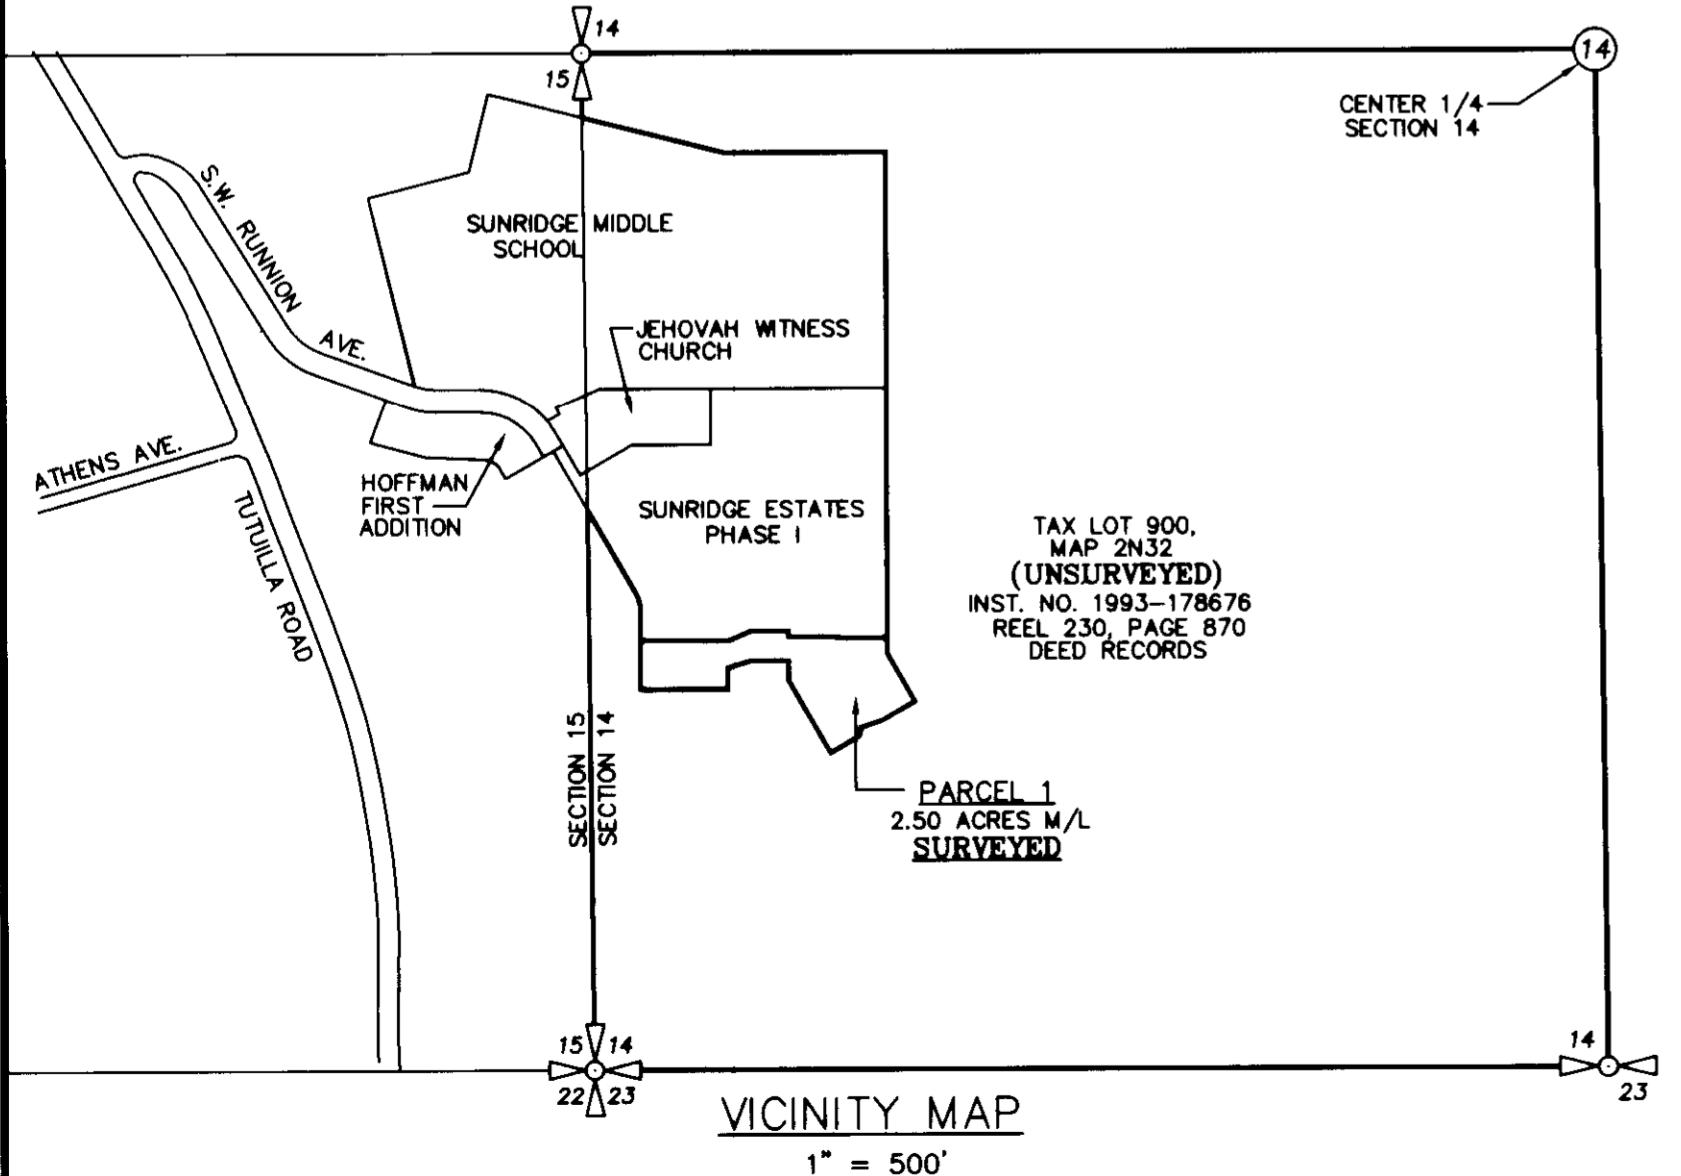 14
15
14
CENTER 1/4
SECTION 14
S.W. RUNNION
AVE.
SUNRIDGE MIDDLE
SCHOOL
JEHOVAH WITNESS
CHURCH
ATHENS AVE.
TUTUILLA ROAD
HOFFMAN
FIRST
ADDITION
SUNRIDGE ESTATES
PHASE I
TAX LOT 900,
MAP 2N32
(UNSURVEYED)
INST. NO. 1993-178676
REEL 230, PAGE 870
DEED RECORDS
SECTION 15
SECTION 14
PARCEL 1
2.50 ACRES M/L
SURVEYED
15 14
22 23
14
23
VICINITY MAP
1" = 500'